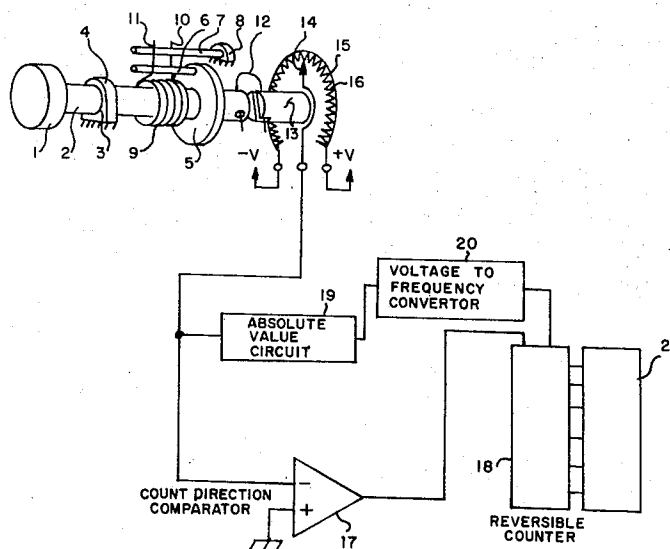 11 10 6 7 8 12 14 15 16
4
1 2 3 9 5 13
-V +V
20
VOLTAGE TO
FREQUENCY
CONVERTOR
19
ABSOLUTE
VALUE
CIRCUIT
2
18
COUNT DIRECTION
COMPARATOR
-
+
17
REVERSIBLE
COUNTER